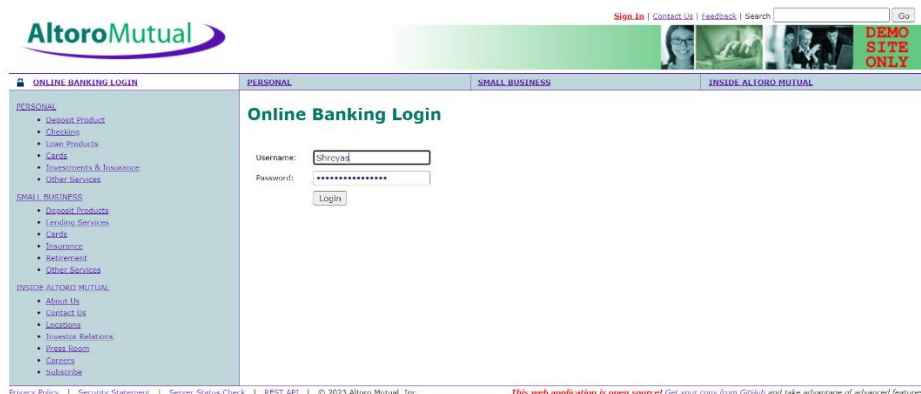 Sign In | Contact Us | Feedback | Search Go
AltoroMutual
DEMO
SITE
ONLY
ONLINE BANKING LOGIN
PERSONAL
SMALL BUSINESS
INSIDE ALTORO MUTUAL
PERSONAL
Deposit Product
Checking
Loan Products
Cards
Investments & Insurance
Other Services
SMALL BUSINESS
Deposit Products
Lending Services
Cards
Insurance
Retirement
Other Services
INSIDE ALTORO MUTUAL
About Us
Contact Us
Locations
Investor Relations
Press Room
Careers
Subscribe
Online Banking Login
Username: Shreyas
Password: ••••••••••••••••
Login
Privacy Policy | Security Statement | Server Status Check | REST API | © 2023 Altoro Mutual, Inc.
This web application is open source! Get your copy from GitHub and take advantage of advanced features